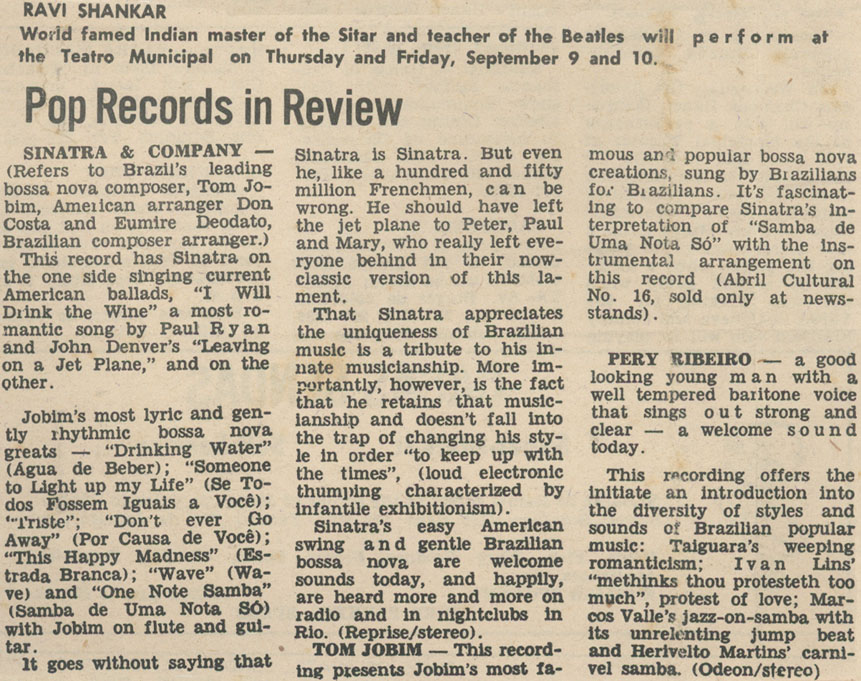 RAVI SHANKAR
World famed Indian master of the Sitar and teacher of the Beatles will perform at
the Teatro Municipal on Thursday and Friday, September 9 and 10.
Pop Records in Review
SINATRA & COMPANY —
(Refers to Brazil's leading
bossa nova composer, Tom Jo-
bim, American arranger Don
Costa and Eumire Deodato,
Brazilian composer arranger.)
This record has Sinatra on
the one side singing current
American ballads, "I Will
Drink the Wine" a most ro-
mantic song by Paul Ryan
and John Denver's "Leaving
on a Jet Plane," and on the
other.
Jobim's most lyric and gen-
tly rhythmic bossa nova
greats — "Drinking Water"
(Agua de Beber); "Someone
to Light up my Life" (Se To-
dos Fossem Iguais a Você);
"Triste"; "Don't ever Go
Away" (Por Causa de Você);
"This Happy Madness" (Es-
trada Branca); "Wave" (Wa-
ve) and "One Note Samba"
(Samba de Uma Nota SÓ)
with Jobim on flute and gui-
tar.
It goes without saying that
Sinatra is Sinatra. But even
he, like a hundred and fifty
million Frenchmen, can be
wrong. He should have left
the jet plane to Peter, Paul
and Mary, who really left eve-
ryone behind in their now-
classic version of this la-
ment.
That Sinatra appreciates
the uniqueness of Brazilian
music is a tribute to his in-
nate musicianship. More im-
portantly, however, is the fact
that he retains that music-
ianship and doesn't fall into
the trap of changing his sty-
le in order "to keep up with
the times", (loud electronic
thumping characterized by
infantile exhibitionism).
Sinatra's easy American
swing and gentle Brazilian
bossa nova are welcome
sounds today, and happily,
are heard more and more on
radio and in nightclubs in
Rio. (Reprise/stereo).
TOM JOBIM — This record-
ing presents Jobim's most fa-
mous and popular bossa nova
creations, sung by Brazilians
for Brazilians. It's fascinat-
ing to compare Sinatra's in-
terpretation of "Samba de
Uma Nota Só" with the ins-
trumental arrangement on
this record (Abril Cultural
No. 16, sold only at news-
stands).
PERY RIBEIRO — a good
looking young man with a
well tempered baritone voice
that sings out strong and
clear — a welcome sound
today.
This recording offers the
initiate an introduction into
the diversity of styles and
sounds of Brazilian popular
music: Taiguara's weeping
romanticism; Ivan Lins'
"methinks thou protesteth too
much", protest of love; Mar-
cos Valle's jazz-on-samba with
its unrelenting jump beat
and Herivelto Martins' carni-
vel samba. (Odeon/stereo)